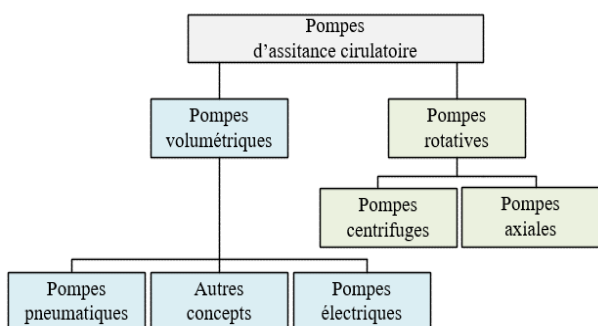 Pompes
d’assitance cirulatoire
Pompes
volumétriques
Pompes
rotatives
Pompes
centrifuges
Pompes
axiales
Pompes
pneumatiques
Autres
concepts
Pompes
électriques